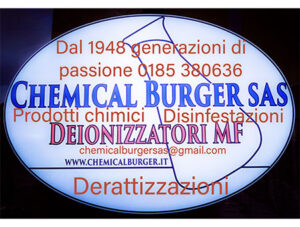 Dal 1948 generazioni di
passione 0185 380636
CHEMICAL BURGER SAS
Prodotti chimici Disinfestazioni
DEIONIZZATORI MF
chemicalburgersas@gmail.com
WWW.CHEMICALBURGER.IT
Derattizzazioni